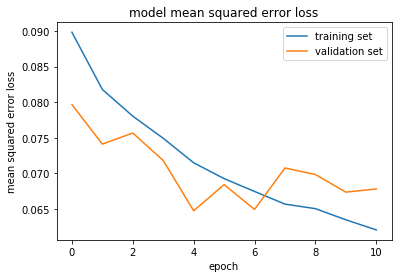 model mean squared error loss
training set
validation set
0.090
0.085
0.080
0.075
0.070
0.065
mean squared error loss
0 2 4 6 8 10
epoch